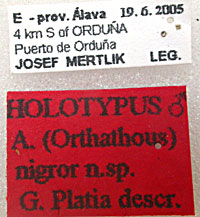 E - prov. Álava 19.6.2005
4 km S of ORDUÑA
Puerto de Orduña
JOSEF MERTLIK LEG.
HOLOTYPUS ♂
A. (Orthathous)
nigror n.sp.
G. Platia descr.